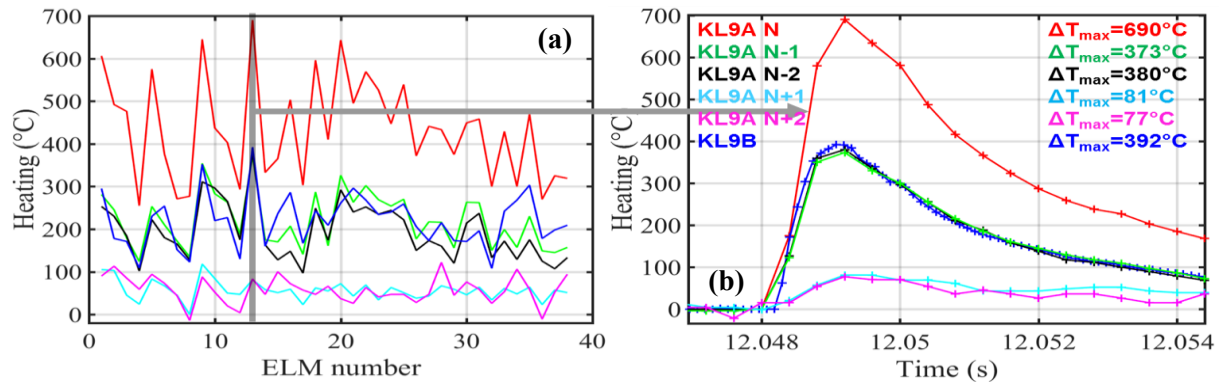 700
600
500
400
300
200
100
0
Heating (°C)
(a)
0 10 20 30 40
ELM number
700
600
500
400
300
200
100
0
Heating (°C)
KL9A N
KL9A N-1
KL9A N-2
KL9A N+1
KL9A N+2
KL9B
ΔTmax=690°C
ΔTmax=373°C
ΔTmax=380°C
ΔTmax=81°C
ΔTmax=77°C
ΔTmax=392°C
(b)
12.048 12.05 12.052 12.054
Time (s)